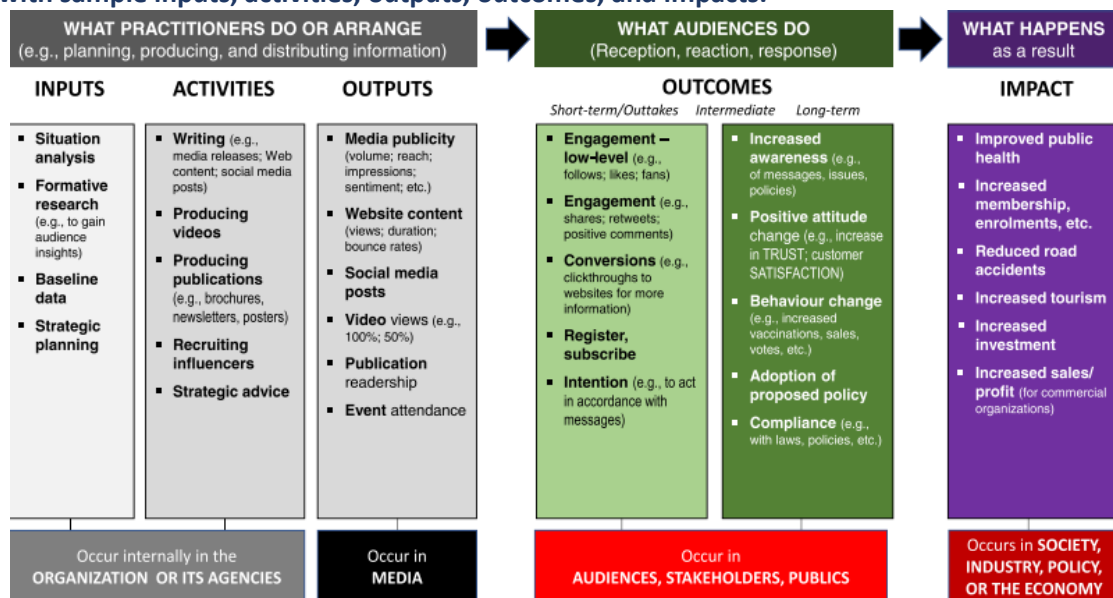 with sample inputs, activities, outputs, outcomes, and impacts.
WHAT PRACTITIONERS DO OR ARRANGE
(e.g., planning, producing, and distributing information)
WHAT AUDIENCES DO
(Reception, reaction, response)
WHAT HAPPENS
as a result
INPUTS
ACTIVITIES
OUTPUTS
OUTCOMES
Short-term/Outtakes Intermediate Long-term
IMPACT
▪ Situation
analysis
▪ Formative
research
(e.g., to gain
audience
insights)
▪ Baseline
data
▪ Strategic
planning
▪ Writing (e.g.,
media releases; Web
content; social media
posts)
▪ Producing
videos
▪ Producing
publications
(e.g., brochures,
newsletters, posters)
▪ Recruiting
influencers
▪ Strategic advice
▪ Media publicity
(volume; reach;
impressions;
sentiment; etc.)
▪ Website content
(views; duration;
bounce rates)
▪ Social media
posts
▪ Video views (e.g.,
100%; 50%)
▪ Publication
readership
▪ Event attendance
▪ Engagement –
low-level (e.g.,
follows; likes; fans)
▪ Engagement (e.g.,
shares; retweets;
positive comments)
▪ Conversions (e.g.,
clickthroughs to
websites for more
information)
▪ Register,
subscribe
▪ Intention (e.g., to act
in accordance with
messages)
▪ Increased
awareness (e.g.,
of messages, issues,
policies)
▪ Positive attitude
change (e.g., increase
in TRUST; customer
SATISFACTION)
▪ Behaviour change
(e.g., increased
vaccinations, sales,
votes, etc.)
▪ Adoption of
proposed policy
▪ Compliance (e.g.,
with laws, policies, etc.)
▪ Improved public
health
▪ Increased
membership,
enrolments, etc.
▪ Reduced road
accidents
▪ Increased tourism
▪ Increased
investment
▪ Increased sales/
profit (for commercial
organizations)
Occur internally in the
ORGANIZATION OR ITS AGENCIES
Occur in
MEDIA
Occur in
AUDIENCES, STAKEHOLDERS, PUBLICS
Occurs in SOCIETY,
INDUSTRY, POLICY,
OR THE ECONOMY